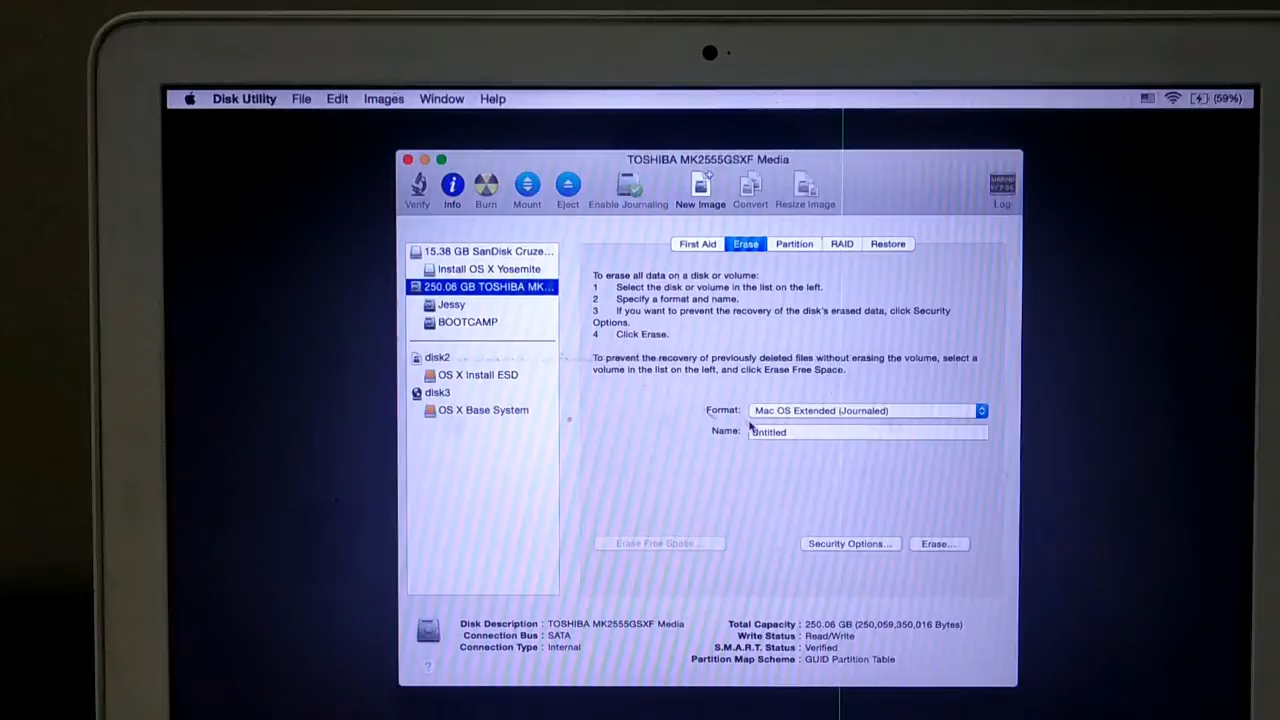 Disk Utility File Edit Images Window Help (59%)
TOSHIBA MK2555GSXF Media
Verify Info Burn Mount Eject Enable Journaling New Image Convert Resize Image Log
First Aid Erase Partition RAID Restore
15.38 GB SanDisk Cruze...
Install OS X Yosemite
250.06 GB TOSHIBA MK...
Jessy
BOOTCAMP
disk2
OS X Install ESD
disk3
OS X Base System
To erase all data on a disk or volume:
1 Select the disk or volume in the list on the left.
2 Specify a format and name.
3 If you want to prevent the recovery of the disk's erased data, click Security
Options.
4 Click Erase.
To prevent the recovery of previously deleted files without erasing the volume, select a
volume in the list on the left, and click Erase Free Space.
Format: Mac OS Extended (Journaled)
Name: Untitled
Erase Free Space... Security Options... Erase...
Disk Description : TOSHIBA MK2555GSXF Media
Connection Bus : SATA
Connection Type : Internal
Total Capacity : 250.06 GB (250,059,350,016 Bytes)
Write Status : Read/Write
S.M.A.R.T. Status : Verified
Partition Map Scheme : GUID Partition Table
?